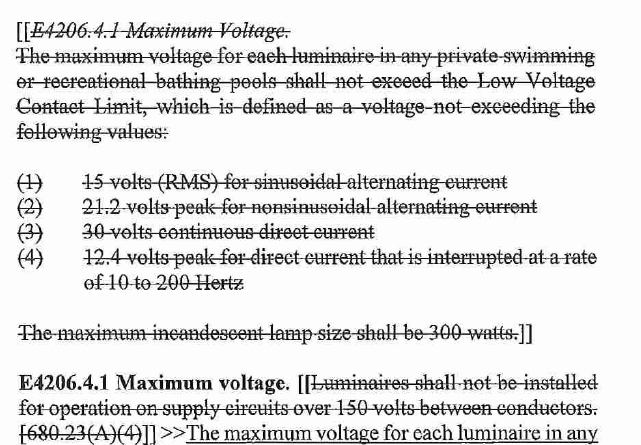 [[E4206.4.1 Maximum Voltage.
The maximum voltage for each luminaire in any private swimming
or recreational bathing pools shall not exceed the Low Voltage
Contact Limit, which is defined as a voltage not exceeding the
following values:
(1) 15 volts (RMS) for sinusoidal alternating current
(2) 21.2 volts peak for nonsinusoidal alternating current
(3) 30 volts continuous direct current
(4) 12.4 volts peak for direct current that is interrupted at a rate
of 10 to 200 Hertz
The maximum incandescent lamp size shall be 300 watts.]]
E4206.4.1 Maximum voltage. [[Luminaires shall not be installed
for operation on supply circuits over 150 volts between conductors.
[680.23(A)(4)]] >>The maximum voltage for each luminaire in any